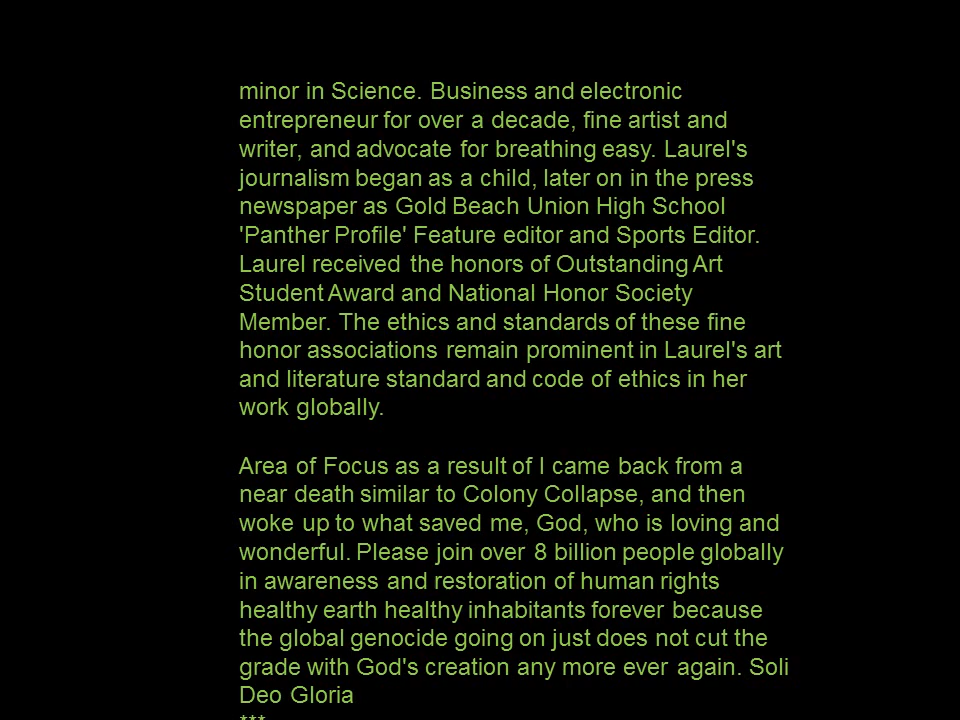 minor in Science. Business and electronic
entrepreneur for over a decade, fine artist and
writer, and advocate for breathing easy. Laurel's
journalism began as a child, later on in the press
newspaper as Gold Beach Union High School
'Panther Profile' Feature editor and Sports Editor.
Laurel received the honors of Outstanding Art
Student Award and National Honor Society
Member. The ethics and standards of these fine
honor associations remain prominent in Laurel's art
and literature standard and code of ethics in her
work globally.

Area of Focus as a result of I came back from a
near death similar to Colony Collapse, and then
woke up to what saved me, God, who is loving and
wonderful. Please join over 8 billion people globally
in awareness and restoration of human rights
healthy earth healthy inhabitants forever because
the global genocide going on just does not cut the
grade with God's creation any more ever again. Soli
Deo Gloria
***